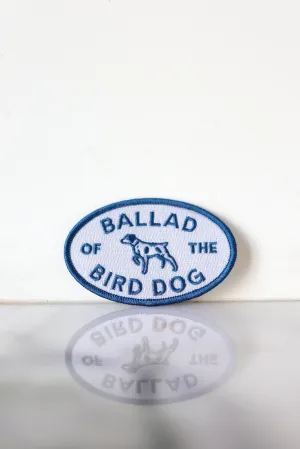 BALLAD
OF THE
BIRD DOG